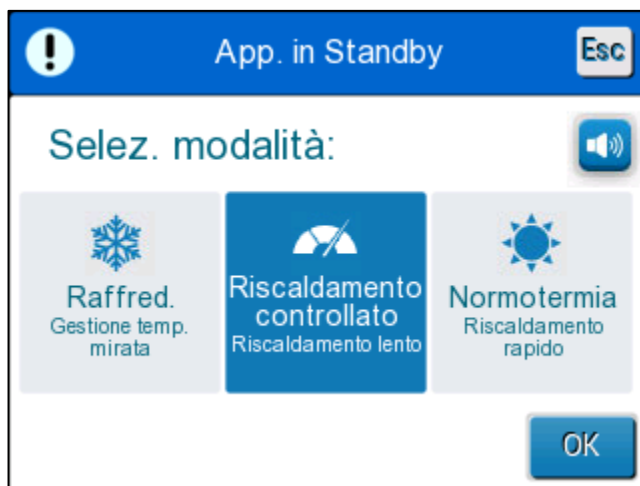 App. in Standby
Esc
Selez. modalità:
Raffred.
Gestione temp.
mirata
Riscaldamento
controllato
Riscaldamento lento
Normotermia
Riscaldamento
rapido
OK